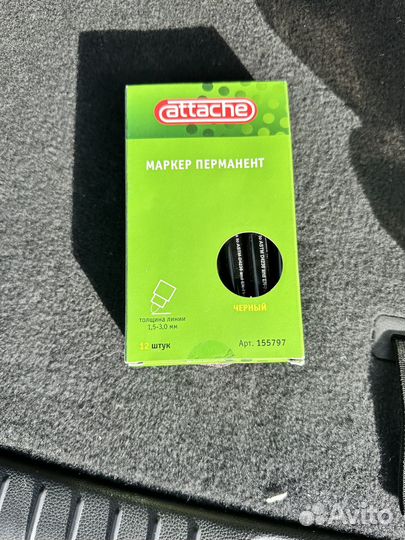 attache
МАРКЕР ПЕРМАНЕНТ
ЧЕРНЫЙ
толщина линии
1,5-3,0 мм
12 штук
Арт. 155797
Avito